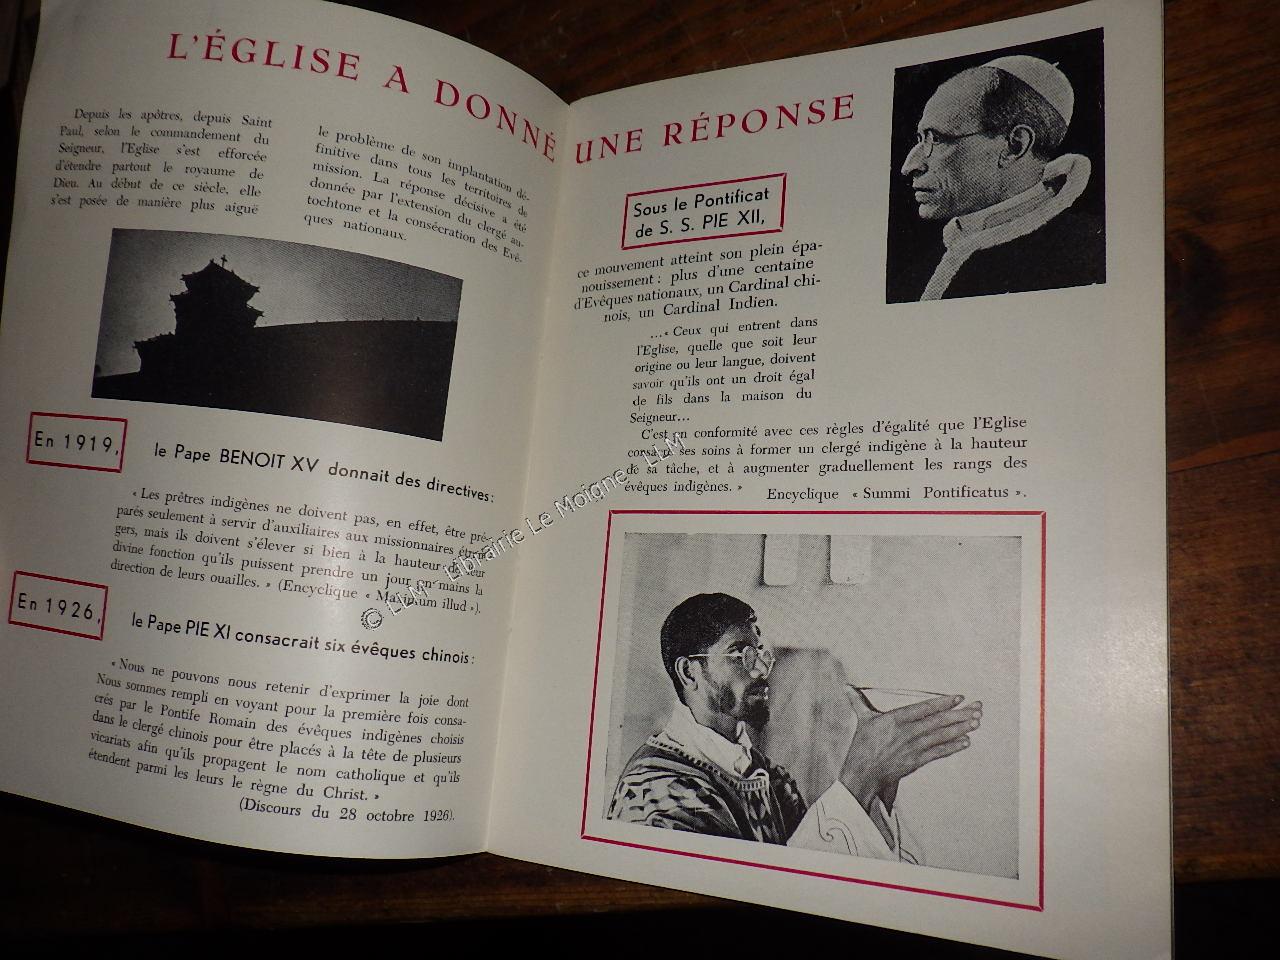 L'ÉGLISE A DONNÉ UNE RÉPONSE
Depuis les apôtres, depuis Saint
Paul, selon le commandement du
Seigneur, l'Eglise s'est efforcée
d'étendre partout le royaume de
Dieu. Au début de ce siècle, elle
s'est posée de manière plus aiguë
le problème de son implantation dé-
finitive dans tous les territoires de
mission. La réponse décisive a été
donnée par l'extension du clergé au-
tochtone et la consécration des Evê-
ques nationaux.
En 1919,
le Pape BENOIT XV donnait des directives :
« Les prêtres indigènes ne doivent pas, en effet, être pré-
parés seulement à servir d'auxiliaires aux missionnaires étran-
gers, mais ils doivent s'élever si bien à la hauteur de leur
divine fonction qu'ils puissent prendre un jour en mains la
direction de leurs ouailles. » (Encyclique « Maximum illud »).
En 1926,
le Pape PIE XI consacrait six évêques chinois :
« Nous ne pouvons nous retenir d'exprimer la joie dont
Nous sommes rempli en voyant pour la première fois consa-
crés par le Pontife Romain des évêques indigènes choisis
dans le clergé chinois pour être placés à la tête de plusieurs
vicariats afin qu'ils propagent le nom catholique et qu'ils
étendent parmi les leurs le règne du Christ. »
(Discours du 28 octobre 1926).
Sous le Pontificat
de S. S. PIE XII,
ce mouvement atteint son plein épa-
nouissement : plus d'une centaine
d'Evêques nationaux, un Cardinal chi-
nois, un Cardinal Indien.
...« Ceux qui entrent dans
l'Eglise, quelle que soit leur
origine ou leur langue, doivent
savoir qu'ils ont un droit égal
de fils dans la maison du
Seigneur...
C'est en conformité avec ces règles d'égalité que l'Eglise
consacre ses soins à former un clergé indigène à la hauteur
de sa tâche, et à augmenter graduellement les rangs des
évêques indigènes. » Encyclique « Summi Pontificatus ».
© LLM - Librairie Le Moigne - LLM